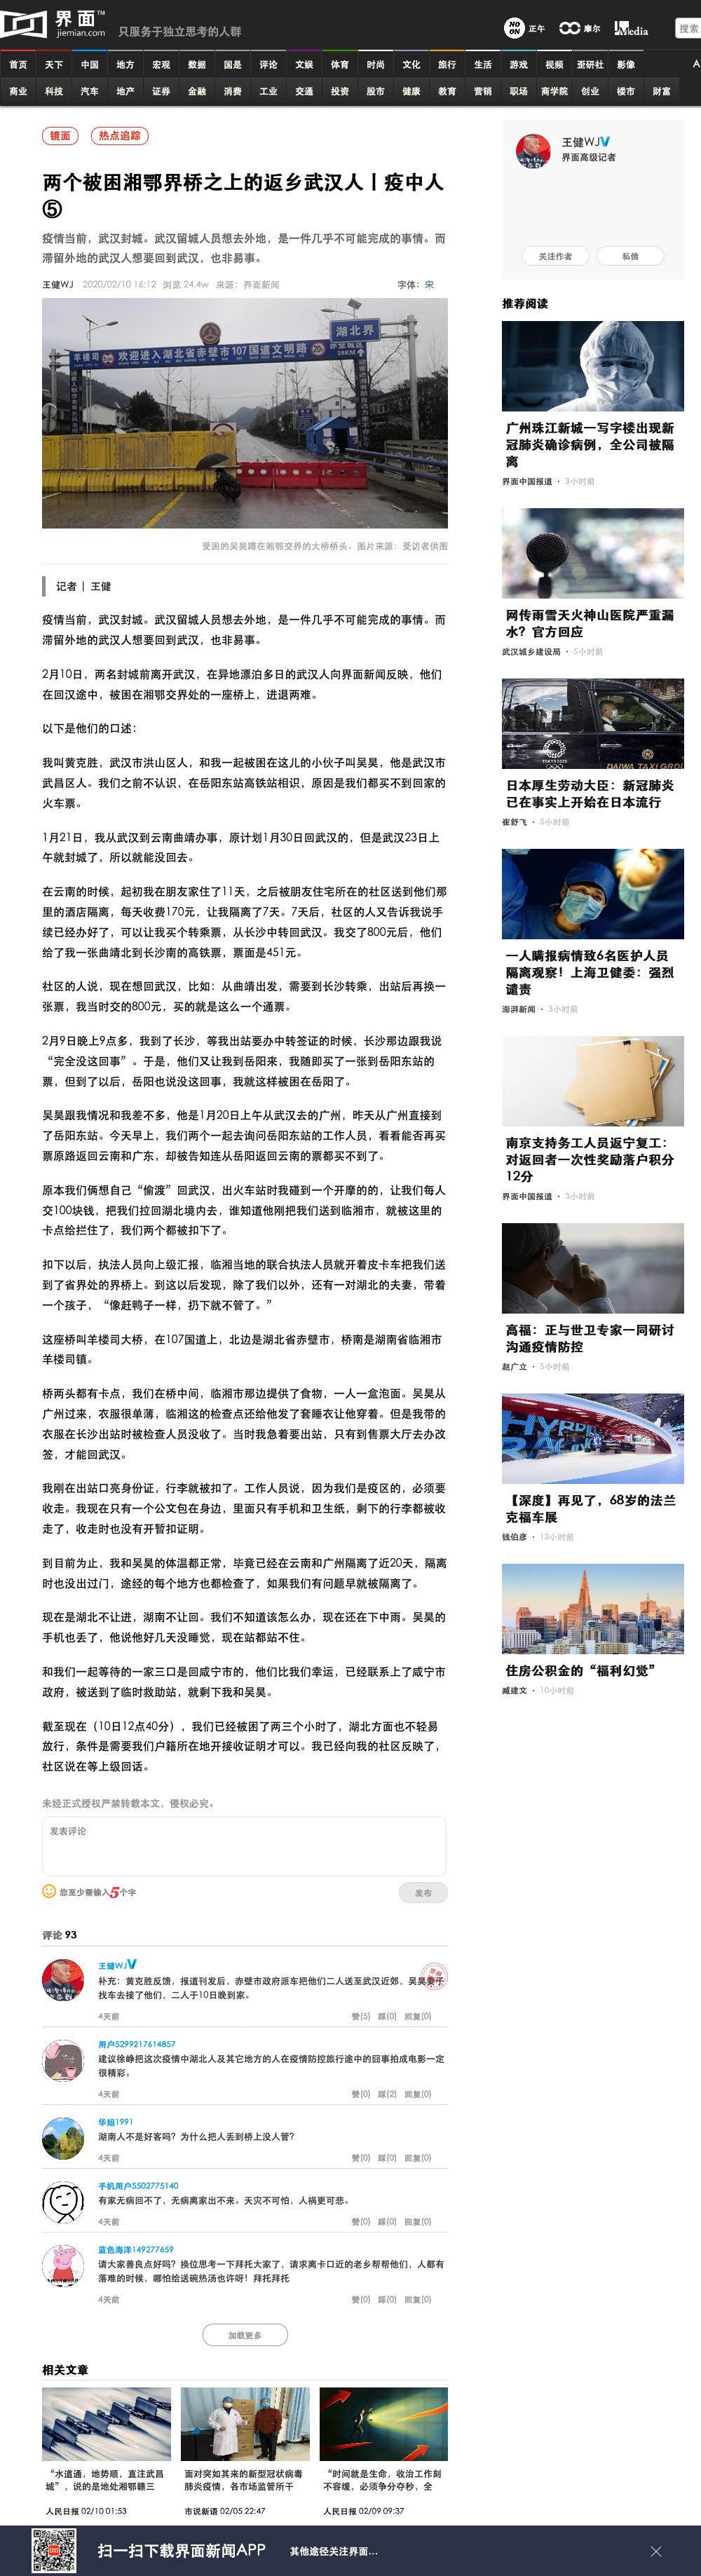 界面
jiemian.com
只服务于独立思考的人群
NO ON 正午
摩尔
JMedia
搜索
首页 天下 中国 地方 宏观 数据 国是 评论 文娱 体育 时尚 文化 旅行 生活 游戏 视频 歪研社 影像
商业 科技 汽车 地产 证券 金融 消费 工业 交通 投资 股市 健康 教育 营销 职场 商学院 创业 楼市 财富
镜面 热点追踪
两个被困湘鄂界桥之上的返乡武汉人丨疫中人
⑤
疫情当前，武汉封城。武汉留城人员想去外地，是一件几乎不可能完成的事情。而
滞留外地的武汉人想要回到武汉，也非易事。
王健WJ 2020/02/10 16:12 浏览 24.4w 来源：界面新闻 字体：宋
湖北界
羊楼司 欢迎进入湖北省赤壁市107国道文明路
受困的吴昊蹲在湘鄂交界的大桥桥头。图片来源：受访者供图
记者 | 王健
疫情当前，武汉封城。武汉留城人员想去外地，是一件几乎不可能完成的事情。而
滞留外地的武汉人想要回到武汉，也非易事。
2月10日，两名封城前离开武汉，在异地漂泊多日的武汉人向界面新闻反映，他们
在回汉途中，被困在湘鄂交界处的一座桥上，进退两难。
以下是他们的口述：
我叫黄克胜，武汉市洪山区人，和我一起被困在这儿的小伙子叫吴昊，他是武汉市
武昌区人。我们之前不认识，在岳阳东站高铁站相识，原因是我们都买不到回家的
火车票。
1月21日，我从武汉到云南曲靖办事，原计划1月30日回武汉的，但是武汉23日上
午就封城了，所以就能没回去。
在云南的时候，起初我在朋友家住了11天，之后被朋友住宅所在的社区送到他们那
里的酒店隔离，每天收费170元，让我隔离了7天。7天后，社区的人又告诉我说手
续已经办好了，可以让我买个转乘票，从长沙中转回武汉。我交了800元后，他们
给了我一张曲靖北到长沙南的高铁票，票面是451元。
社区的人说，现在想回武汉，比如：从曲靖出发，需要到长沙转乘，出站后再换一
张票，我当时交的800元，买的就是这么一个通票。
2月9日晚上9点多，我到了长沙，等我出站要办中转签证的时候，长沙那边跟我说
“完全没这回事”。于是，他们又让我到岳阳来，我随即买了一张到岳阳东站的
票，但到了以后，岳阳也说没这回事，我就这样被困在岳阳了。
吴昊跟我情况和我差不多，他是1月20日上午从武汉去的广州，昨天从广州直接到
了岳阳东站。今天早上，我们两个一起去询问岳阳东站的工作人员，看看能否再买
票原路返回云南和广东，却被告知连从岳阳返回云南的票都买不到了。
原本我们俩想自己“偷渡”回武汉，出火车站时我碰到一个开摩的的，让我们每人
交100块钱，把我们拉回湖北境内去，谁知道他刚把我们送到临湘市，就被这里的
卡点给拦住了，我们两个都被扣下了。
扣下以后，执法人员向上级汇报，临湘当地的联合执法人员就开着皮卡车把我们送
到了省界处的界桥上。到这以后发现，除了我们以外，还有一对湖北的夫妻，带着
一个孩子，“像赶鸭子一样，扔下就不管了。”
这座桥叫羊楼司大桥，在107国道上，北边是湖北省赤壁市，桥南是湖南省临湘市
羊楼司镇。
桥两头都有卡点，我们在桥中间，临湘市那边提供了食物，一人一盒泡面。吴昊从
广州过来，衣服很单薄，临湘这的检查点还给他发了套睡衣让他穿着。但是我带的
衣服在长沙出站时被检查人员没收了。当时我急着要出站，只有到售票大厅去办改
签，才能回武汉。
我刚在出站口亮身份证，行李就被扣了。工作人员说，因为我们是疫区的，必须要
收走。我现在只有一个公文包在身边，里面只有手机和卫生纸，剩下的行李都被收
走了，收走时也没有开暂扣证明。
到目前为止，我和吴昊的体温都正常，毕竟已经在云南和广州隔离了近20天，隔离
时也没出过门，途经的每个地方也都检查了，如果我们有问题早就被隔离了。
现在是湖北不让进，湖南不让回。我们不知道该怎么办，现在还在下中雨。吴昊的
手机也丢了，他说他好几天没睡觉，现在站都站不住。
和我们一起等待的一家三口是回咸宁市的，他们比我们幸运，已经联系上了咸宁市
政府，被送到了临时救助站，就剩下我和吴昊。
截至现在（10日12点40分），我们已经被困了两三个小时了，湖北方面也不轻易
放行，条件是需要我们户籍所在地开接收证明才可以。我已经向我的社区反映了，
社区说在等上级回话。
未经正式授权严禁转载本文，侵权必究。
发表评论
您至少需输入5个字
发布
评论 93
王健WJ
补充：黄克胜反馈，报道刊发后，赤壁市政府派车把他们二人送至武汉近郊，吴昊妻子
找车去接了他们，二人于10日晚到家。
4天前 赞(5) 踩(0) 回复(0)
用户5299217614857
建议徐峥把这次疫情中湖北人及其它地方的人在疫情防控旅行途中的囧事拍成电影一定
很精彩。
4天前 赞(0) 踩(2) 回复(0)
华姐1991
湖南人不是好客吗？为什么把人丢到桥上没人管？
4天前 赞(0) 踩(0) 回复(0)
手机用户5502775140
有家无病回不了，无病离家出不来。天灾不可怕，人祸更可悲。
4天前 赞(0) 踩(0) 回复(0)
蓝色海洋149277659
请大家善良点好吗？换位思考一下拜托大家了，请求离卡口近的老乡帮帮他们，人都有
落难的时候，哪怕给送碗热汤也许呀！拜托拜托
4天前 赞(0) 踩(0) 回复(0)
加载更多
相关文章
“水道通，地势顺，直注武昌
城”，说的是地处湘鄂赣三
人民日报 02/10 01:53
面对突如其来的新型冠状病毒
肺炎疫情，各市场监管所干
市说新语 02/05 22:47
“时间就是生命，收治工作刻
不容缓，必须争分夺秒，全
人民日报 02/09 09:37
王健WJ
界面高级记者
关注作者 私信
推荐阅读
广州珠江新城一写字楼出现新
冠肺炎确诊病例，全公司被隔
离
界面中国报道 · 3小时前
网传雨雪天火神山医院严重漏
水？官方回应
武汉城乡建设局 · 5小时前
TOKYO 2020
DAIWA TAXI GROUP
日本厚生劳动大臣：新冠肺炎
已在事实上开始在日本流行
崔舒飞 · 5小时前
一人瞒报病情致6名医护人员
隔离观察！上海卫健委：强烈
谴责
澎湃新闻 · 3小时前
南京支持务工人员返宁复工：
对返回者一次性奖励落户积分
12分
界面中国报道 · 3小时前
高福：正与世卫专家一同研讨
沟通疫情防控
赵广立 · 5小时前
【深度】再见了，68岁的法兰
克福车展
钱伯彦 · 12小时前
住房公积金的“福利幻觉”
臧建文 · 10小时前
扫一扫下载界面新闻APP 其他途径关注界面…